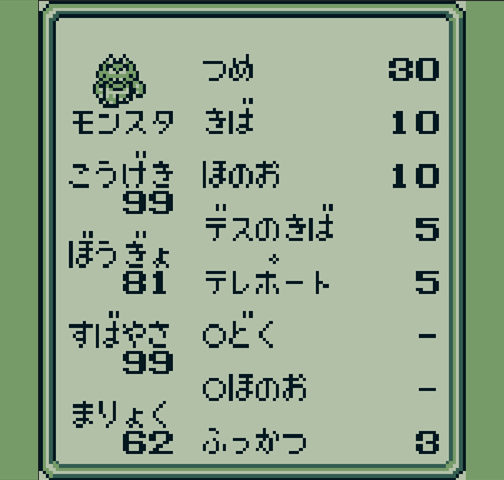 つめ 30
モンスタ きば 10
こうげき ほのお 10
99
デスのきば 5
ぼうぎょ
81 テレポート 5
すばやさ ○どく -
99
○ほのお -
まりょく
62 ふっかつ 3